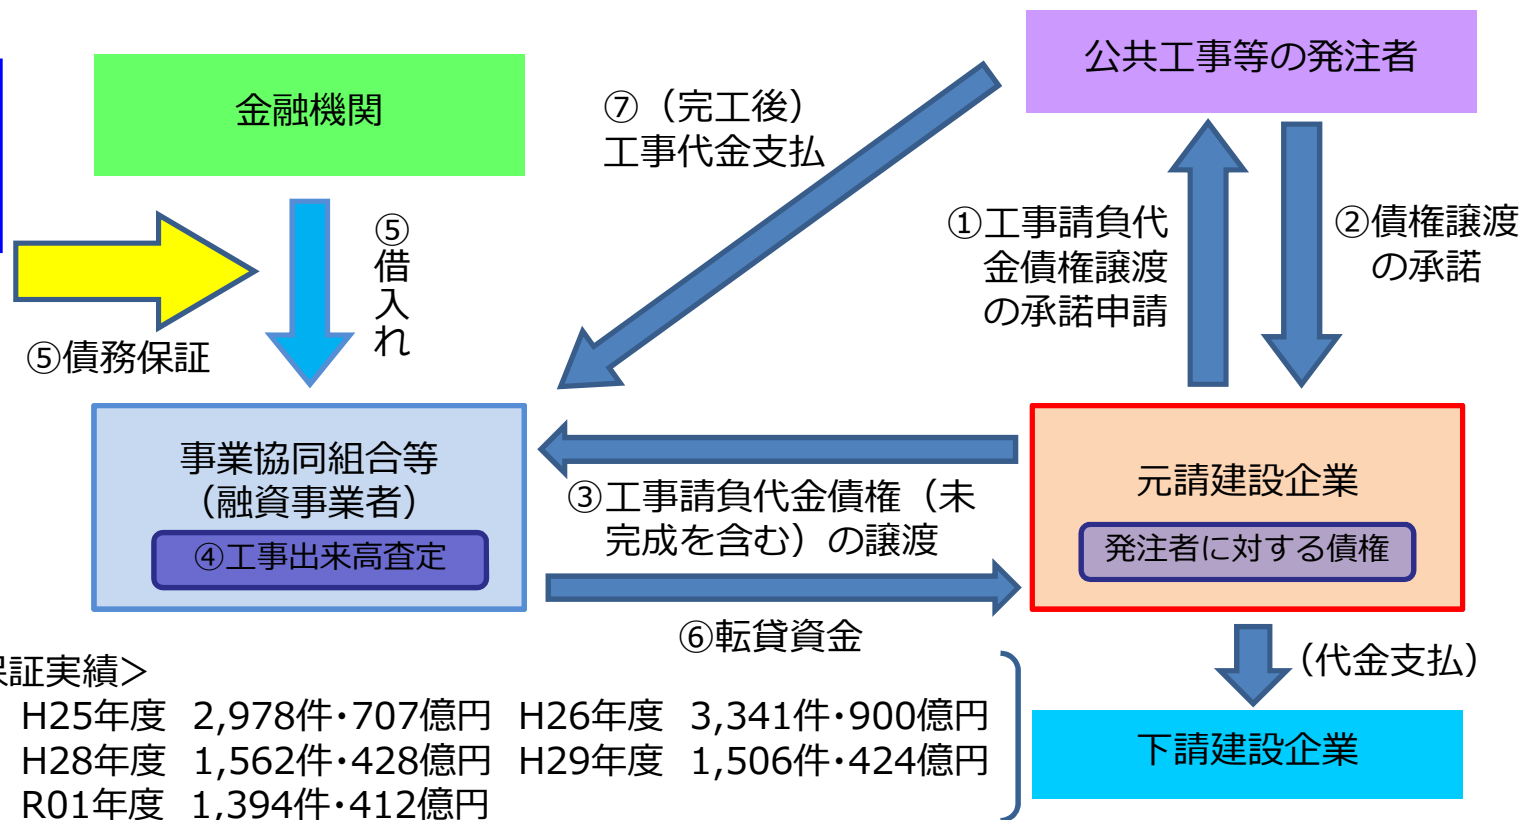 公共工事等の発注者
金融機関
⑦（完工後）
工事代金支払
①工事請負代
金債権譲渡
の承諾申請
②債権譲渡
の承諾
⑤借入れ
⑤債務保証
事業協同組合等
（融資事業者）
④工事出来高査定
③工事請負代金債権（未
完成を含む）の譲渡
元請建設企業
発注者に対する債権
⑥転貸資金
（代金支払）
下請建設企業
保証実績＞
H25年度 2,978件･707億円 H26年度 3,341件･900億円
H28年度 1,562件･428億円 H29年度 1,506件･424億円
R01年度 1,394件･412億円